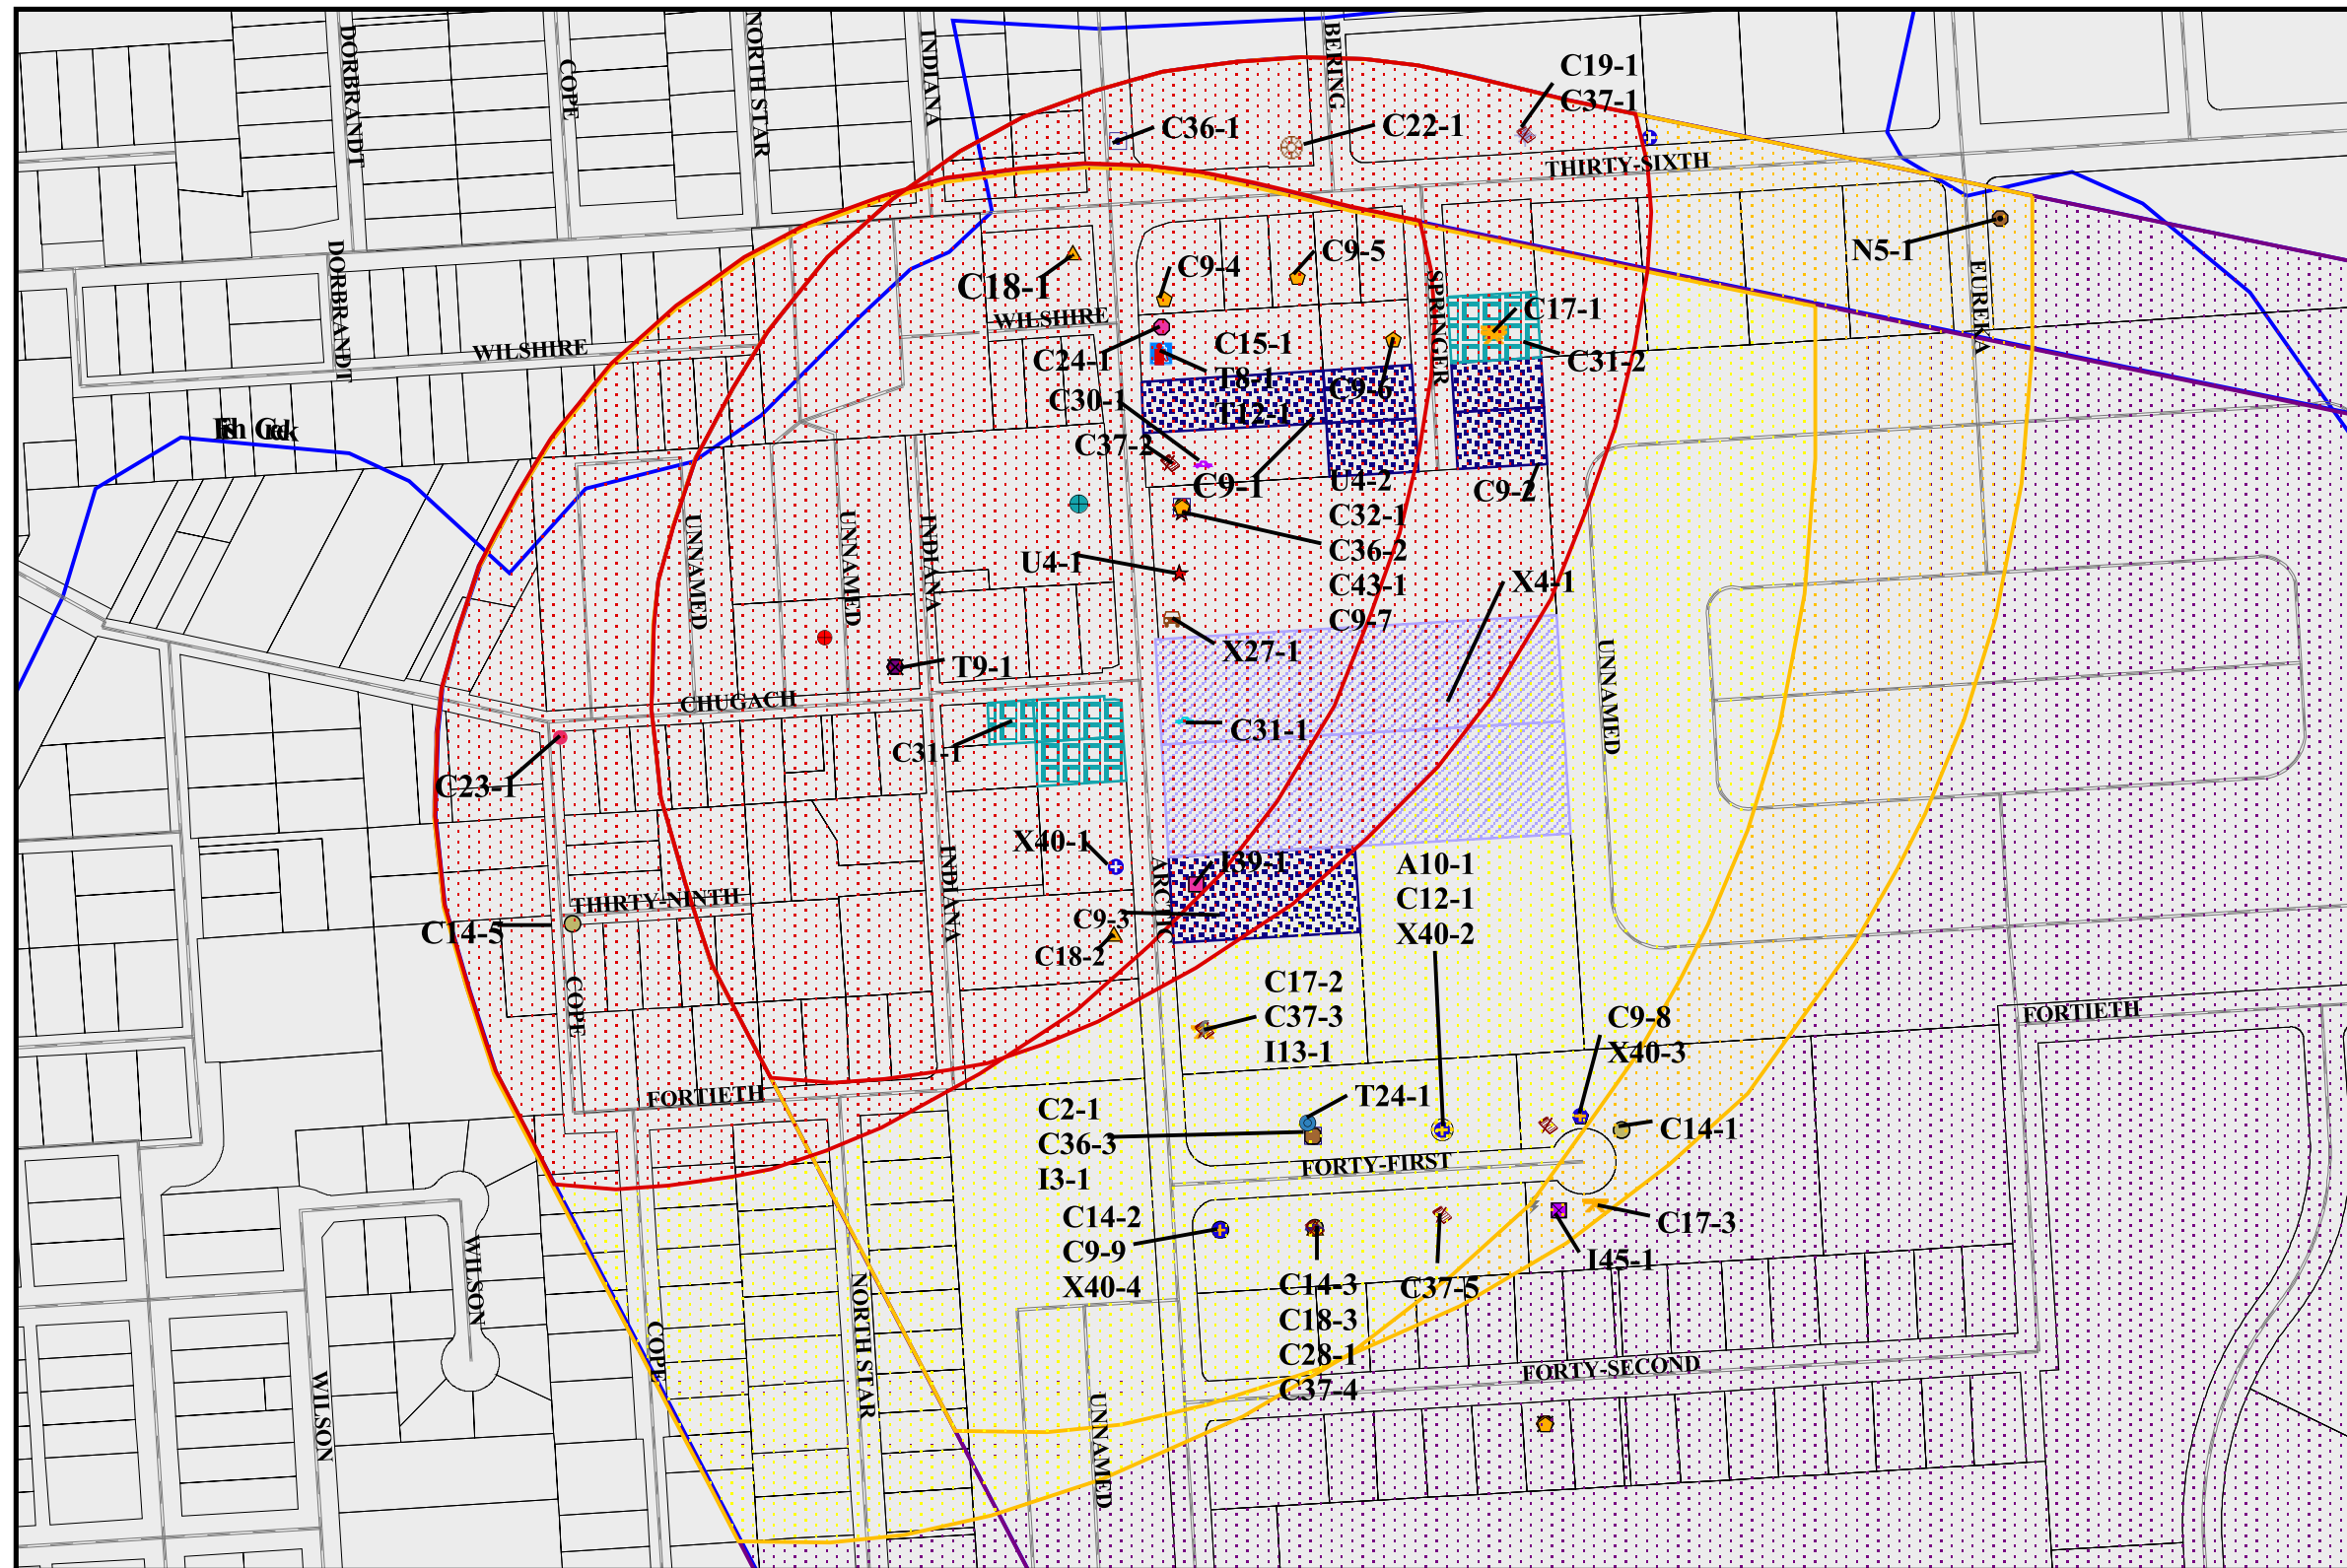 DORBRANDT
COPE
NORTH STAR
INDIANA
BERING
C19-1
C37-1
C36-1
C22-1
THIRTY-SIXTH
N5-1
EUREKA
DORBRANDT
WILSHIRE
C18-1
WILSHIRE
C9-4
C9-5
SPRINGER
C17-1
C31-2
C24-1
C15-1
T8-1
T12-1
C9-6
C30-1
C37-2
C9-1
C9-2
U4-2
C32-1
C36-2
C43-1
C9-7
U4-1
X4-1
X27-1
UNNAMED
UNNAMED
INDIANA
UNNAMED
T9-1
CHUGACH
C31-1
C31-1
C23-1
X40-1
I39-1
ARCTIC
INDIANA
A10-1
C12-1
X40-2
THIRTY-NINTH
C14-5
C9-3
C18-2
COPE
C17-2
C37-3
I13-1
C9-8
X40-3
FORTIETH
FORTIETH
C2-1
C36-3
I3-1
T24-1
C14-1
FORTY-FIRST
C14-2
C9-9
X40-4
C17-3
I45-1
C14-3
C18-3
C28-1
C37-4
C37-5
WILSON
WILSON
COPE
NORTH STAR
UNNAMED
FORTY-SECOND